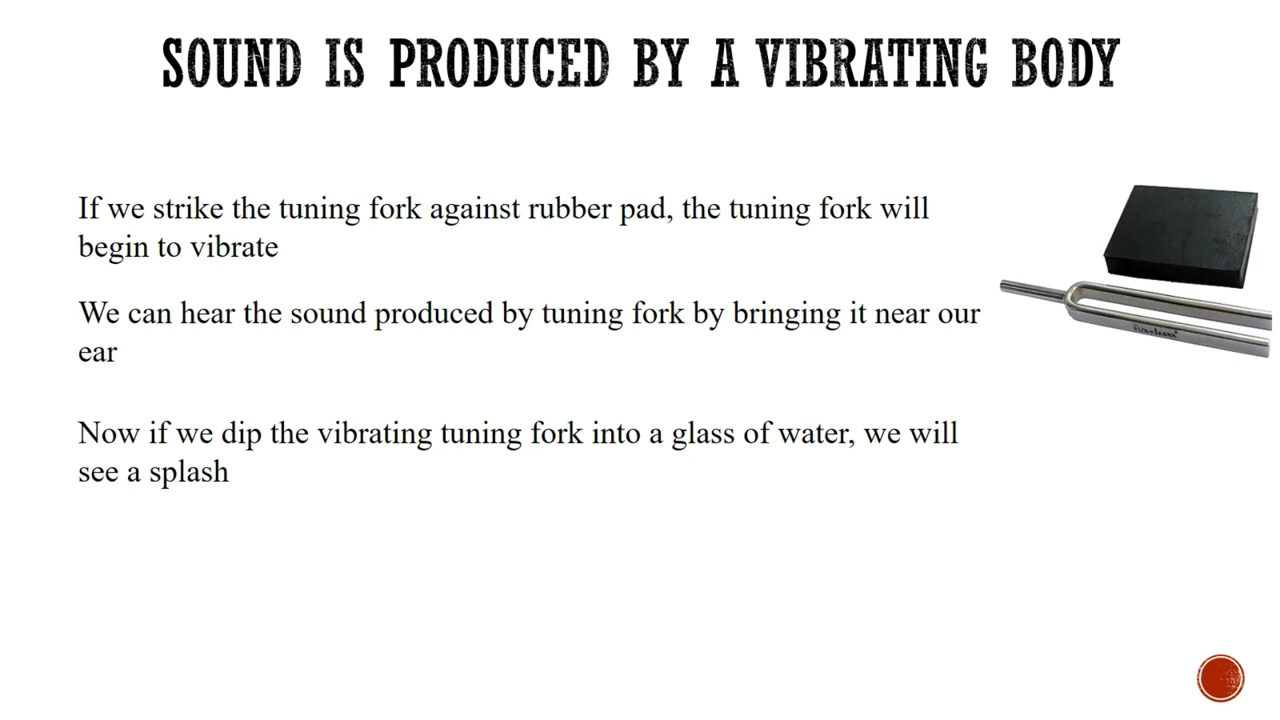 SOUND IS PRODUCED BY A VIBRATING BODY
If we strike the tuning fork against rubber pad, the tuning fork will
begin to vibrate
We can hear the sound produced by tuning fork by bringing it near our
ear
Now if we dip the vibrating tuning fork into a glass of water, we will
see a splash